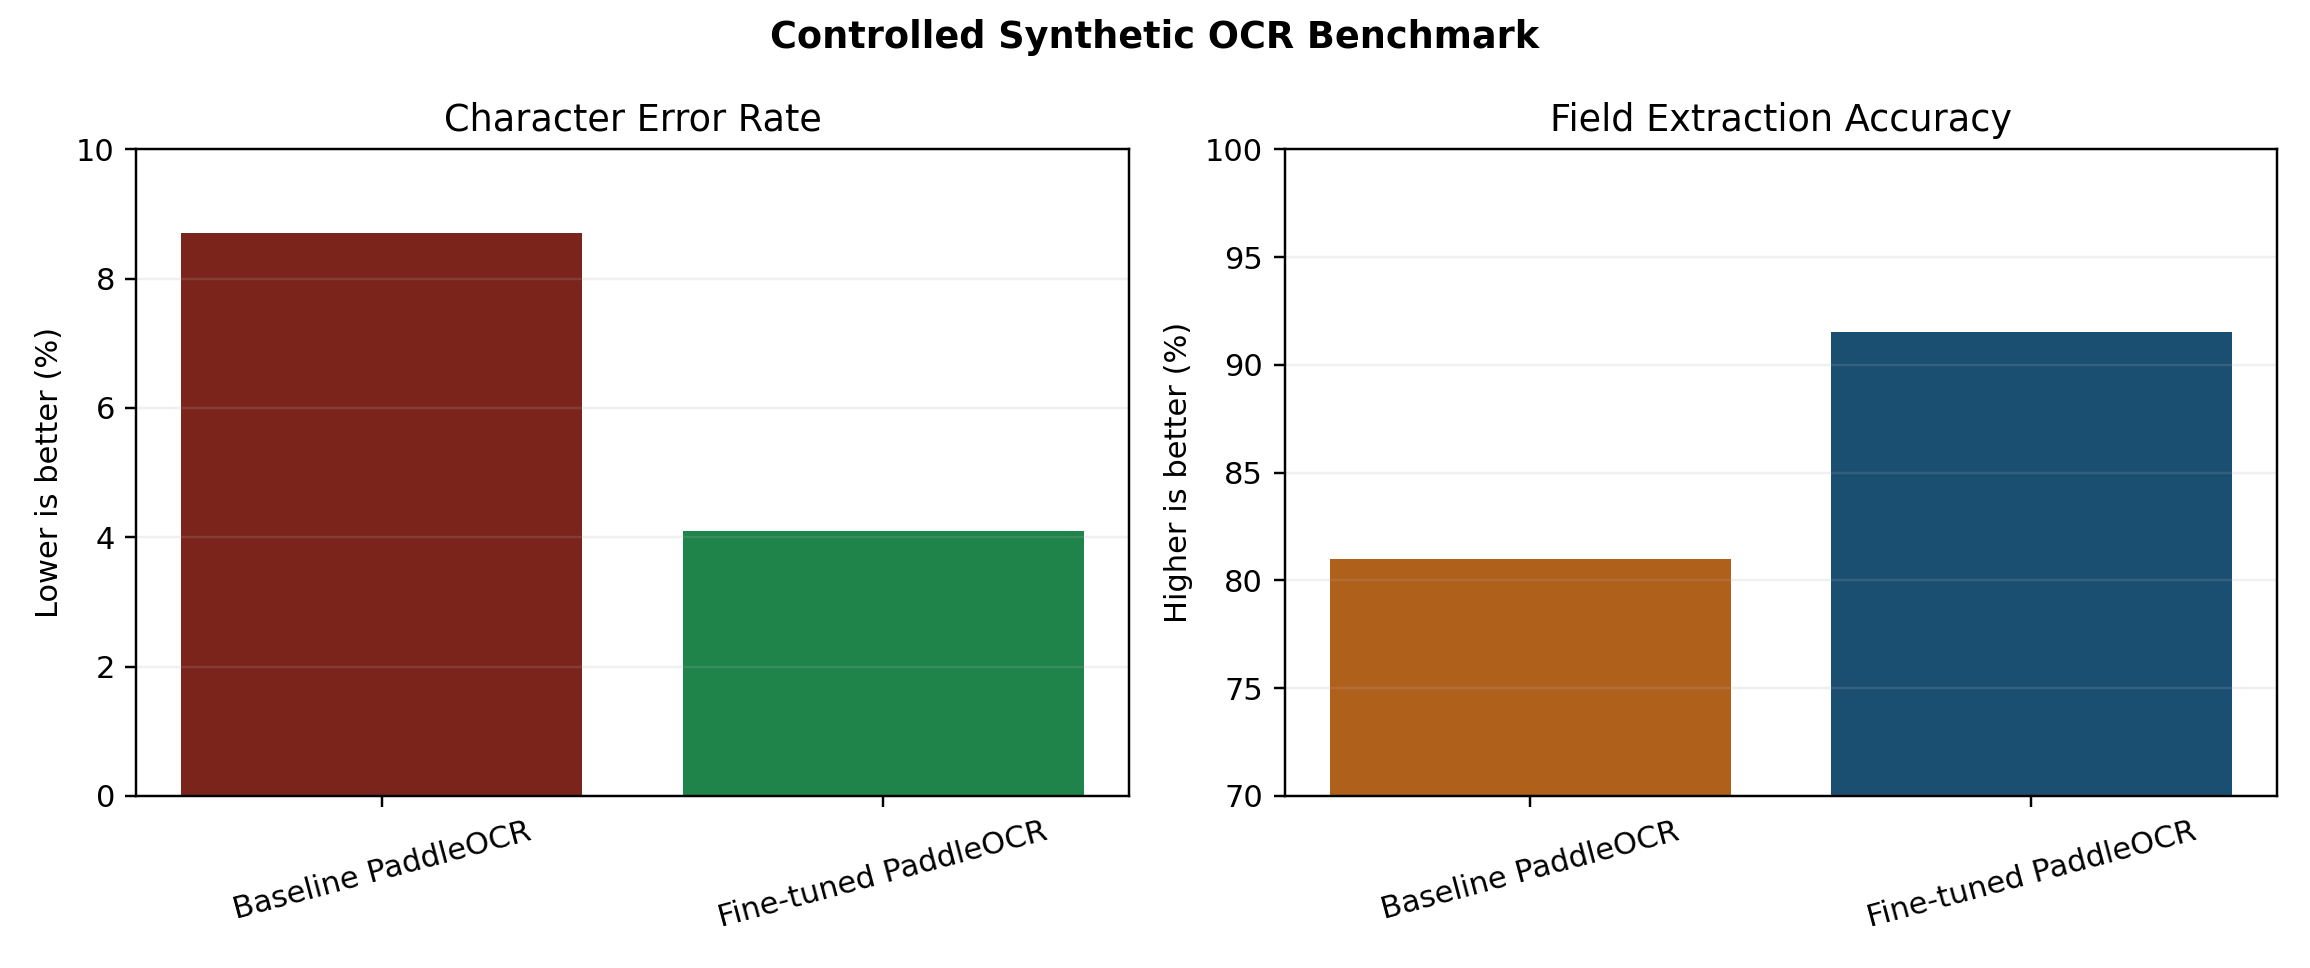 Controlled Synthetic OCR Benchmark
Character Error Rate
Lower is better (%)
10
8
6
4
2
0
Baseline PaddleOCR
Fine-tuned PaddleOCR
Field Extraction Accuracy
Higher is better (%)
100
95
90
85
80
75
70
Baseline PaddleOCR
Fine-tuned PaddleOCR